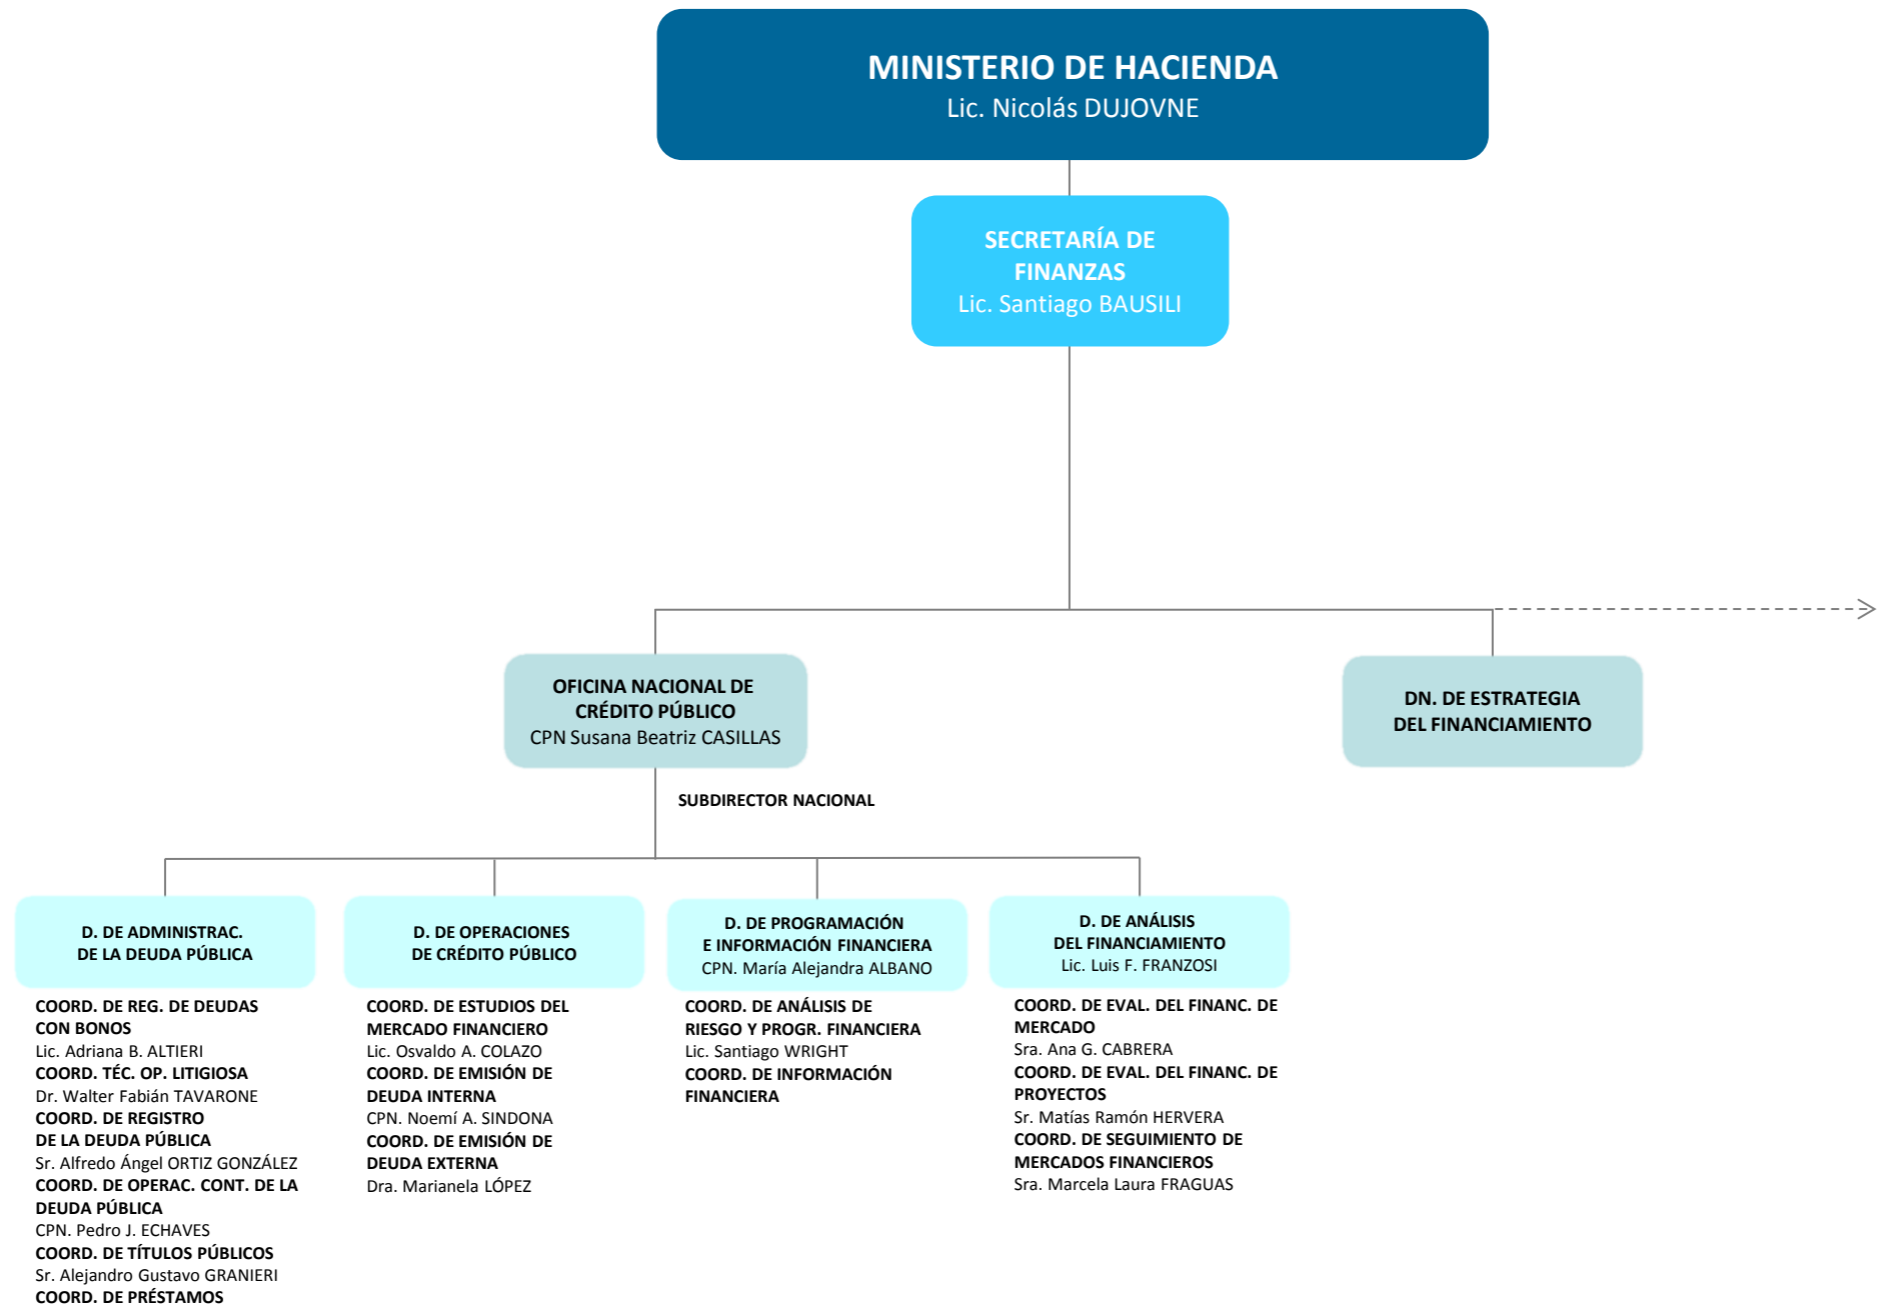 MINISTERIO DE HACIENDA
Lic. Nicolás DUJOVNE
SECRETARÍA DE
FINANZAS
Lic. Santiago BAUSILI
OFICINA NACIONAL DE
CRÉDITO PÚBLICO
CPN Susana Beatriz CASILLAS
DN. DE ESTRATEGIA
DEL FINANCIAMIENTO
SUBDIRECTOR NACIONAL
D. DE ADMINISTRAC.
DE LA DEUDA PÚBLICA
COORD. DE REG. DE DEUDAS
CON BONOS
Lic. Adriana B. ALTIERI
COORD. TÉC. OP. LITIGIOSA
Dr. Walter Fabián TAVARONE
COORD. DE REGISTRO
DE LA DEUDA PÚBLICA
Sr. Alfredo Ángel ORTIZ GONZÁLEZ
COORD. DE OPERAC. CONT. DE LA
DEUDA PÚBLICA
CPN. Pedro J. ECHAVES
COORD. DE TÍTULOS PÚBLICOS
Sr. Alejandro Gustavo GRANIERI
COORD. DE PRÉSTAMOS
D. DE OPERACIONES
DE CRÉDITO PÚBLICO
COORD. DE ESTUDIOS DEL
MERCADO FINANCIERO
Lic. Osvaldo A. COLAZO
COORD. DE EMISIÓN DE
DEUDA INTERNA
CPN. Noemí A. SINDONA
COORD. DE EMISIÓN DE
DEUDA EXTERNA
Dra. Marianela LÓPEZ
D. DE PROGRAMACIÓN
E INFORMACIÓN FINANCIERA
CPN. María Alejandra ALBANO
COORD. DE ANÁLISIS DE
RIESGO Y PROGR. FINANCIERA
Lic. Santiago WRIGHT
COORD. DE INFORMACIÓN
FINANCIERA
D. DE ANÁLISIS
DEL FINANCIAMIENTO
Lic. Luis F. FRANZOSI
COORD. DE EVAL. DEL FINANC. DE
MERCADO
Sra. Ana G. CABRERA
COORD. DE EVAL. DEL FINANC. DE
PROYECTOS
Sr. Matías Ramón HERVERA
COORD. DE SEGUIMIENTO DE
MERCADOS FINANCIEROS
Sra. Marcela Laura FRAGUAS